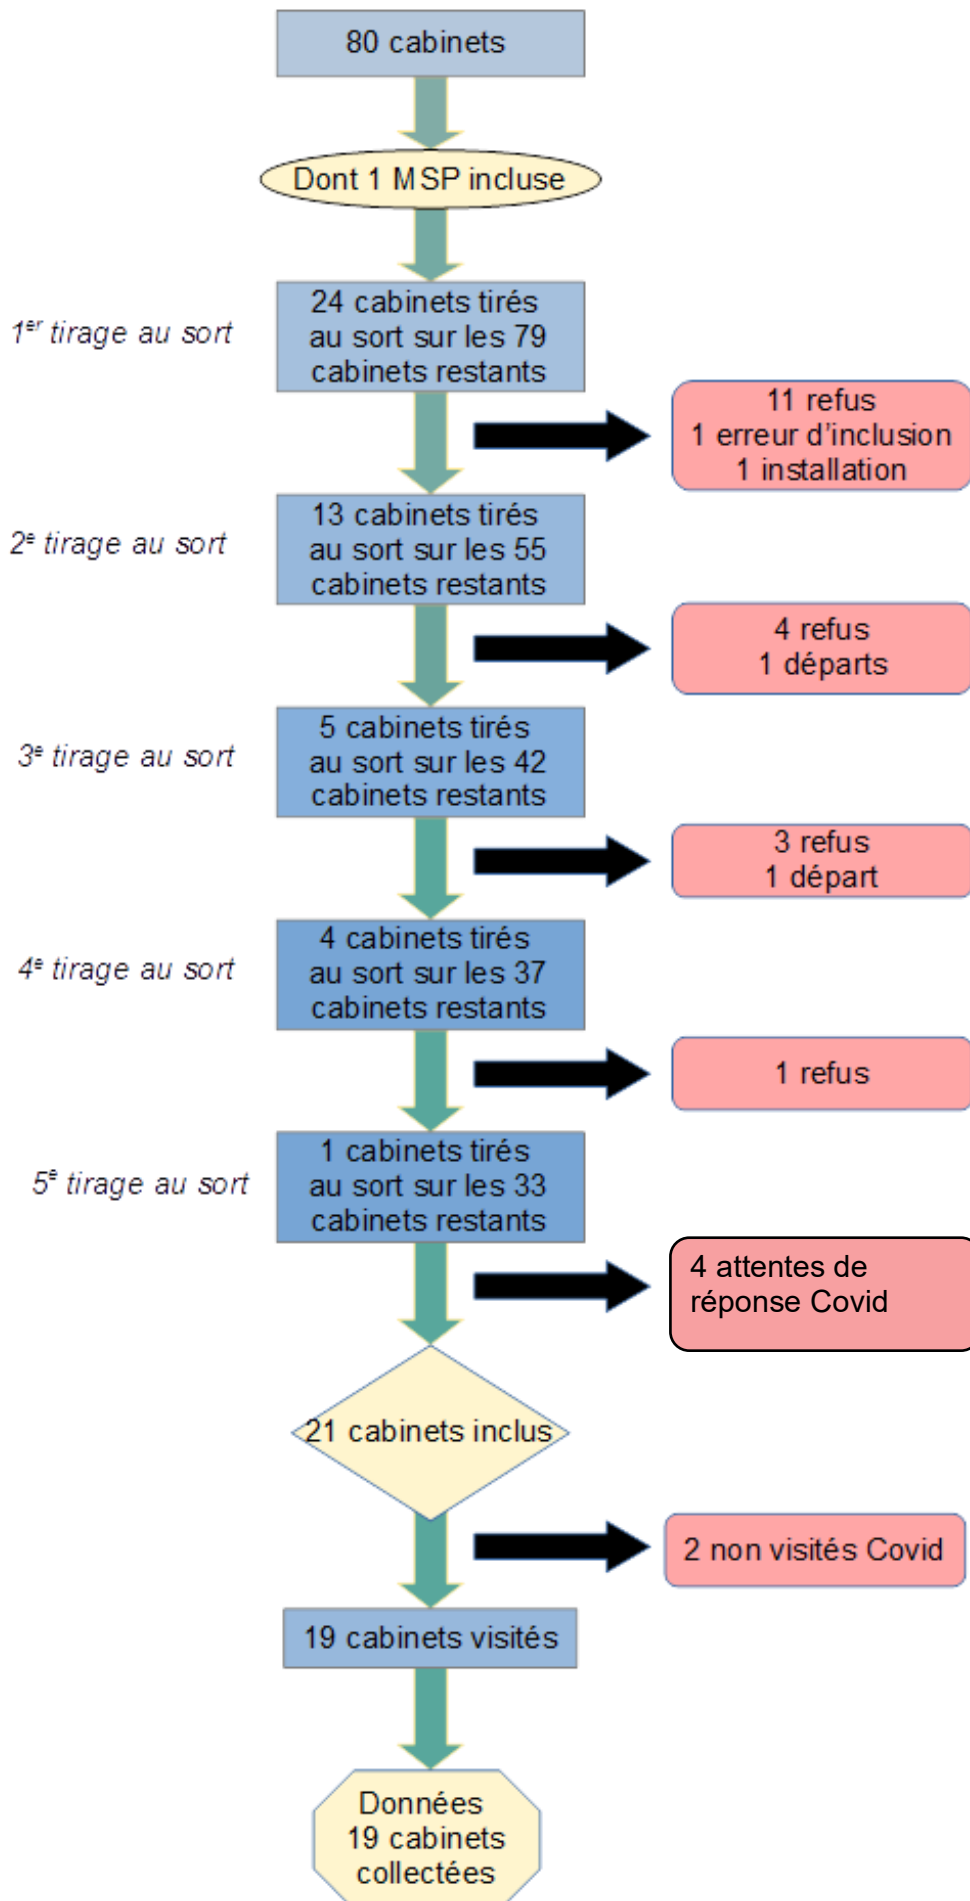 80 cabinets
Dont 1 MSP incluse
1er tirage au sort
24 cabinets tirés
au sort sur les 79
cabinets restants
11 refus
1 erreur d'inclusion
1 installation
2e tirage au sort
13 cabinets tirés
au sort sur les 55
cabinets restants
4 refus
1 départs
3e tirage au sort
5 cabinets tirés
au sort sur les 42
cabinets restants
3 refus
1 départ
4e tirage au sort
4 cabinets tirés
au sort sur les 37
cabinets restants
1 refus
5e tirage au sort
1 cabinets tirés
au sort sur les 33
cabinets restants
4 attentes de
réponse Covid
21 cabinets inclus
2 non visités Covid
19 cabinets visités
Données
19 cabinets
collectées